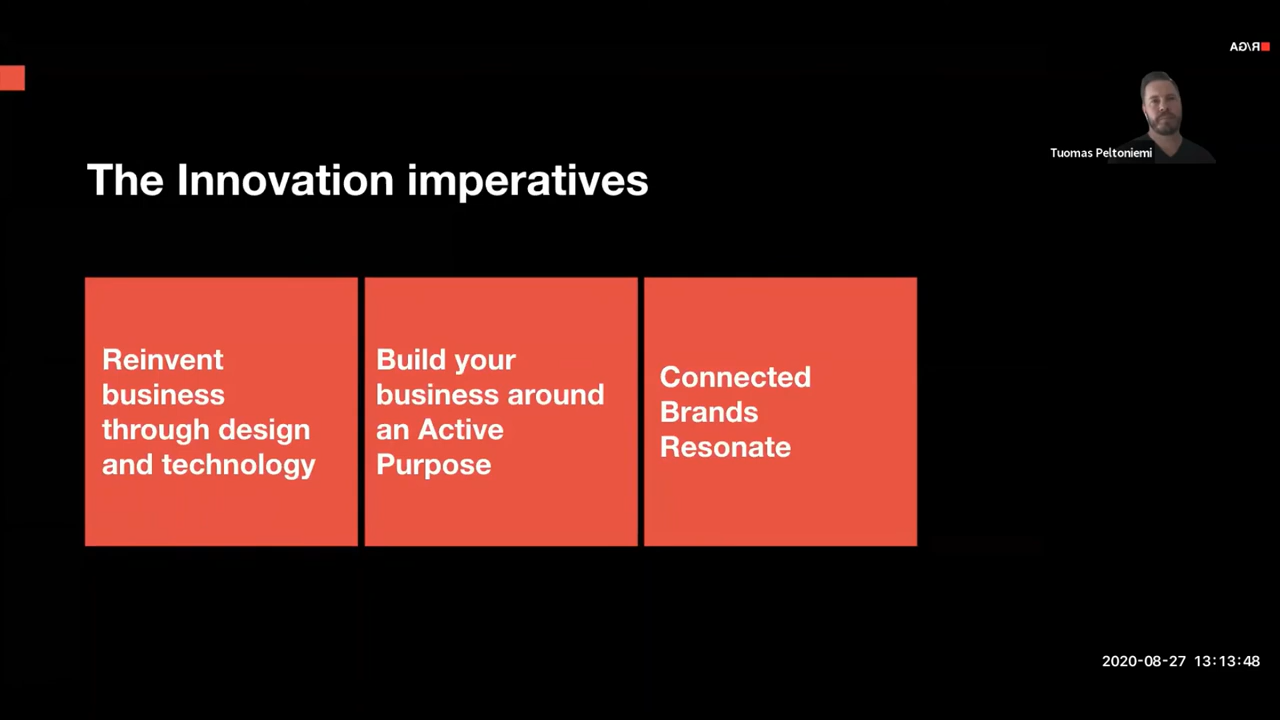 R/GA
Tuomas Peltoniemi
The Innovation imperatives
Reinvent
business
through design
and technology
Build your
business around
an Active
Purpose
Connected
Brands
Resonate
2020-08-27 13:13:48